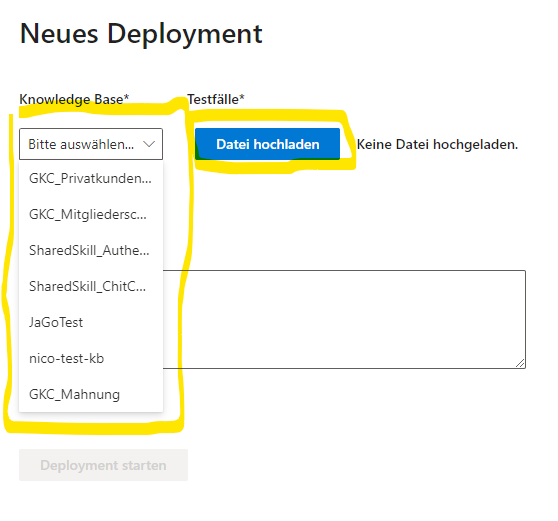 Neues Deployment
Knowledge Base* Testfälle*
Bitte auswählen... Datei hochladen Keine Datei hochgeladen.
GKC_Privatkunden...
GKC_Mitgliedersc...
SharedSkill_Authe...
SharedSkill_ChitC...
JaGoTest
nico-test-kb
GKC_Mahnung
Deployment starten